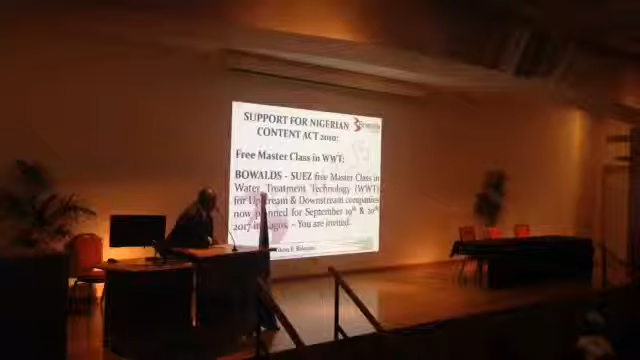 SUPPORT FOR NIGERIAN
CONTENT ACT 2010:
Free Master Class in WWT:
BOWALDS - SUEZ free Master Class in
Water Treatment Technology (WWT)
for Upstream & Downstream companies
now planned for September 19th & 20th
2017 in Lagos. – You are invited.